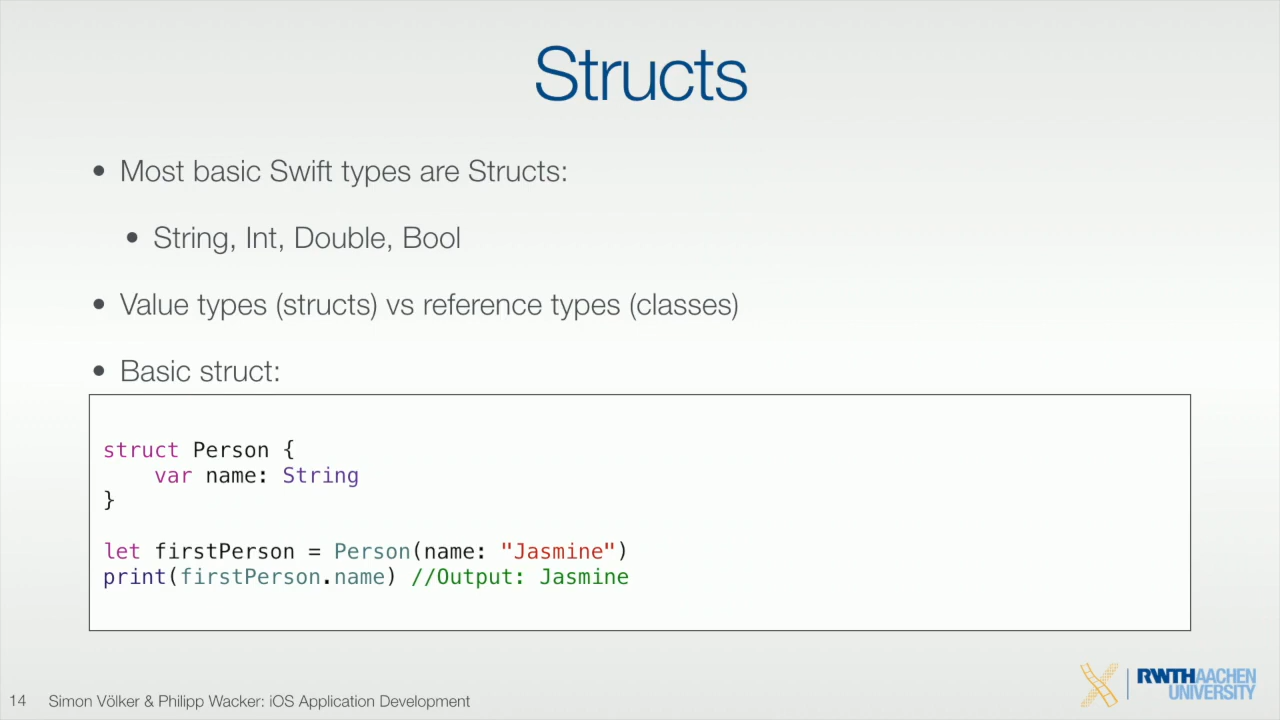 Structs
• Most basic Swift types are Structs:
• String, Int, Double, Bool
• Value types (structs) vs reference types (classes)
• Basic struct:
struct Person {
    var name: String
}
let firstPerson = Person(name: "Jasmine")
print(firstPerson.name) //Output: Jasmine
14 Simon Völker & Philipp Wacker: iOS Application Development
RWTHAACHEN
UNIVERSITY